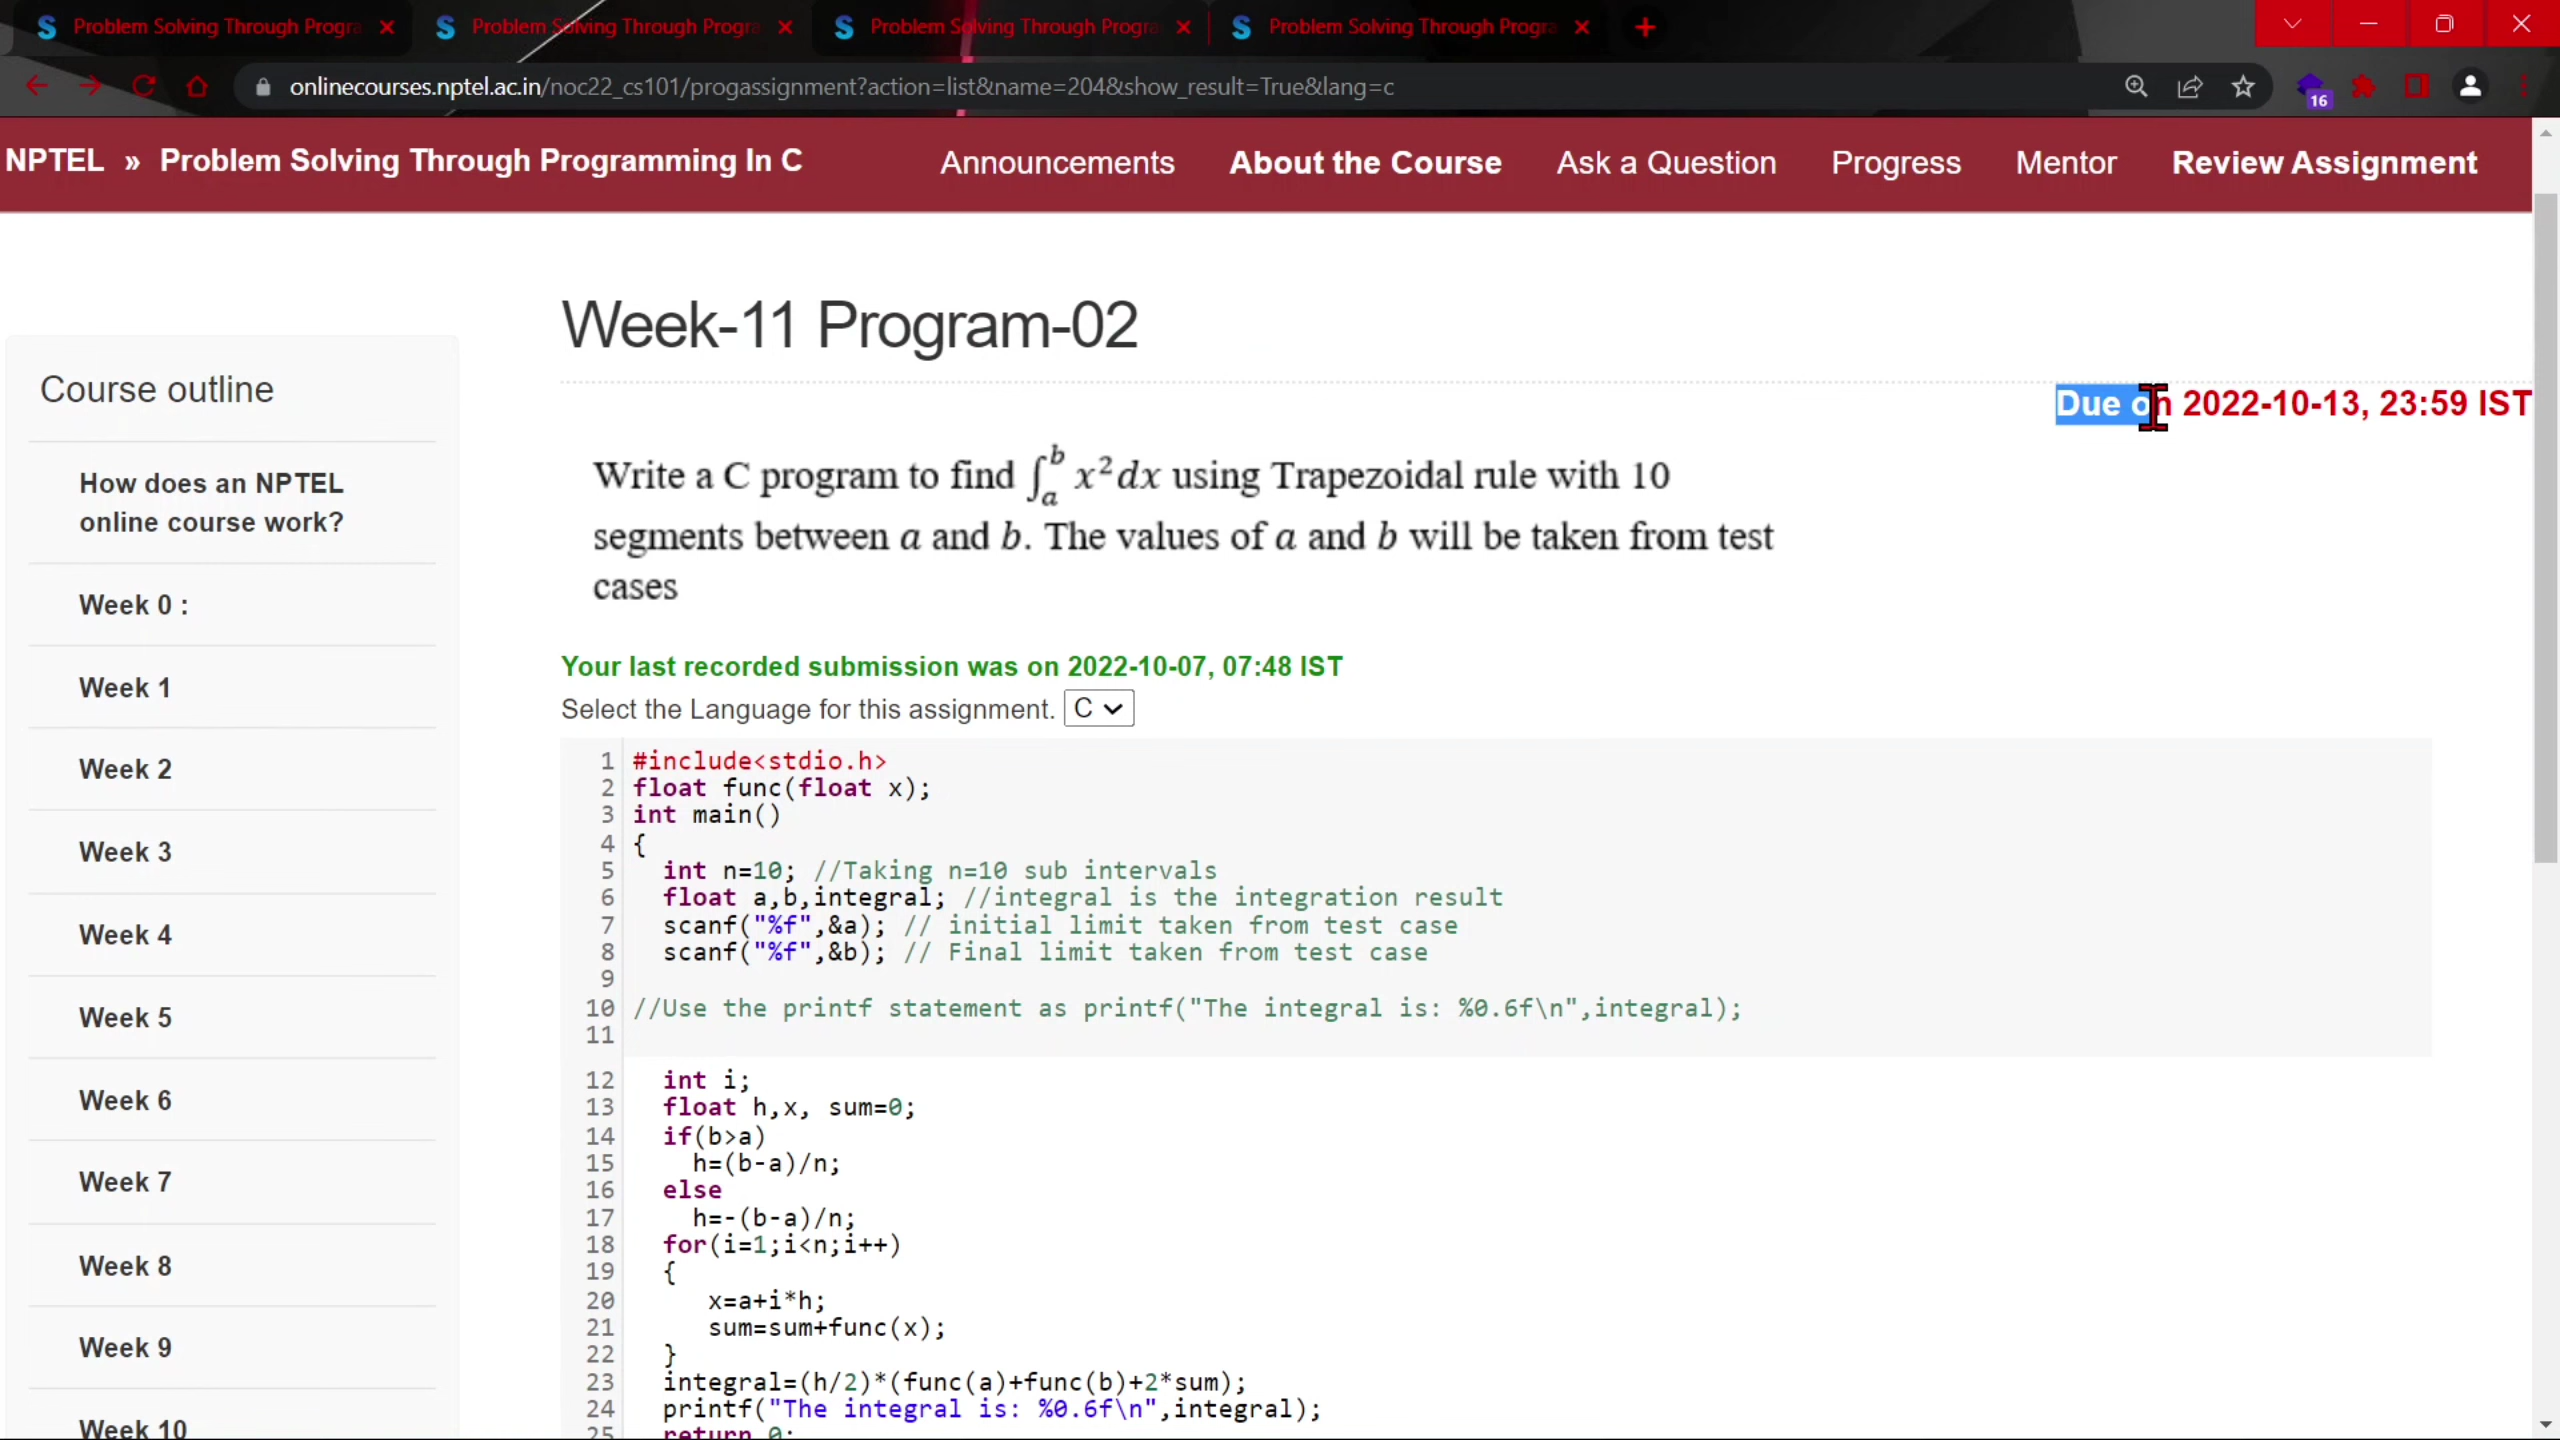 Problem Solving Through Progra
Problem Solving Through Progra
Problem Solving Through Progra
Problem Solving Through Progra
onlinecourses.nptel.ac.in/noc22_cs101/progassignment?action=list&name=204&show_result=True&lang=c
16
NPTEL » Problem Solving Through Programming In C
Announcements
About the Course
Ask a Question
Progress
Mentor
Review Assignment
Course outline
How does an NPTEL
online course work?
Week 0 :
Week 1
Week 2
Week 3
Week 4
Week 5
Week 6
Week 7
Week 8
Week 9
Week 10
Week-11 Program-02
Due on 2022-10-13, 23:59 IST
Write a C program to find ∫ₐᵇ x² dx using Trapezoidal rule with 10
segments between a and b. The values of a and b will be taken from test
cases
Your last recorded submission was on 2022-10-07, 07:48 IST
Select the Language for this assignment. C
1 #include<stdio.h>
2 float func(float x);
3 int main()
4 {
5 int n=10; //Taking n=10 sub intervals
6 float a,b,integral; //integral is the integration result
7 scanf("%f",&a); // initial limit taken from test case
8 scanf("%f",&b); // Final limit taken from test case
9
10 //Use the printf statement as printf("The integral is: %0.6f\n",integral);
11
12 int i;
13 float h,x, sum=0;
14 if(b>a)
15 h=(b-a)/n;
16 else
17 h=-(b-a)/n;
18 for(i=1;i<n;i++)
19 {
20 x=a+i*h;
21 sum=sum+func(x);
22 }
23 integral=(h/2)*(func(a)+func(b)+2*sum);
24 printf("The integral is: %0.6f\n",integral);
25 return 0;